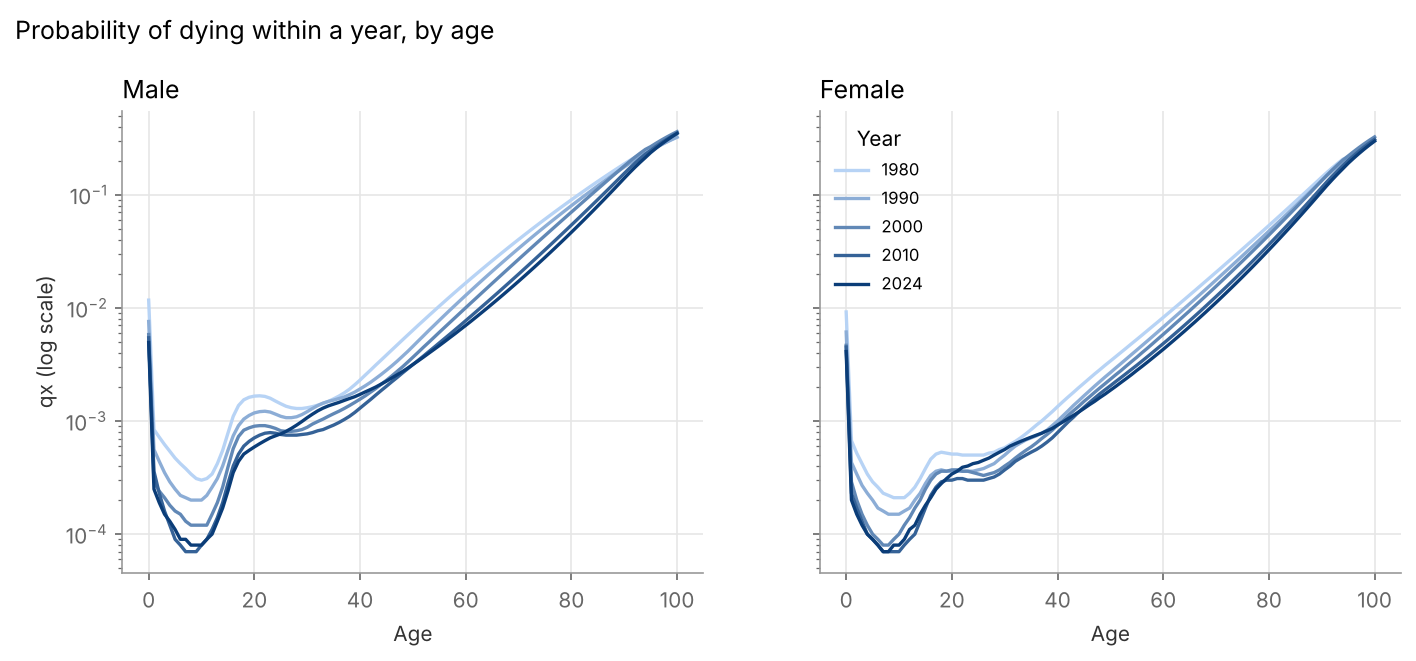 Probability of dying within a year, by age
Male
Female
Year
1980
1990
2000
2010
2024
qx (log scale)
10⁻¹
10⁻²
10⁻³
10⁻⁴
0 20 40 60 80 100
0 20 40 60 80 100
Age
Age